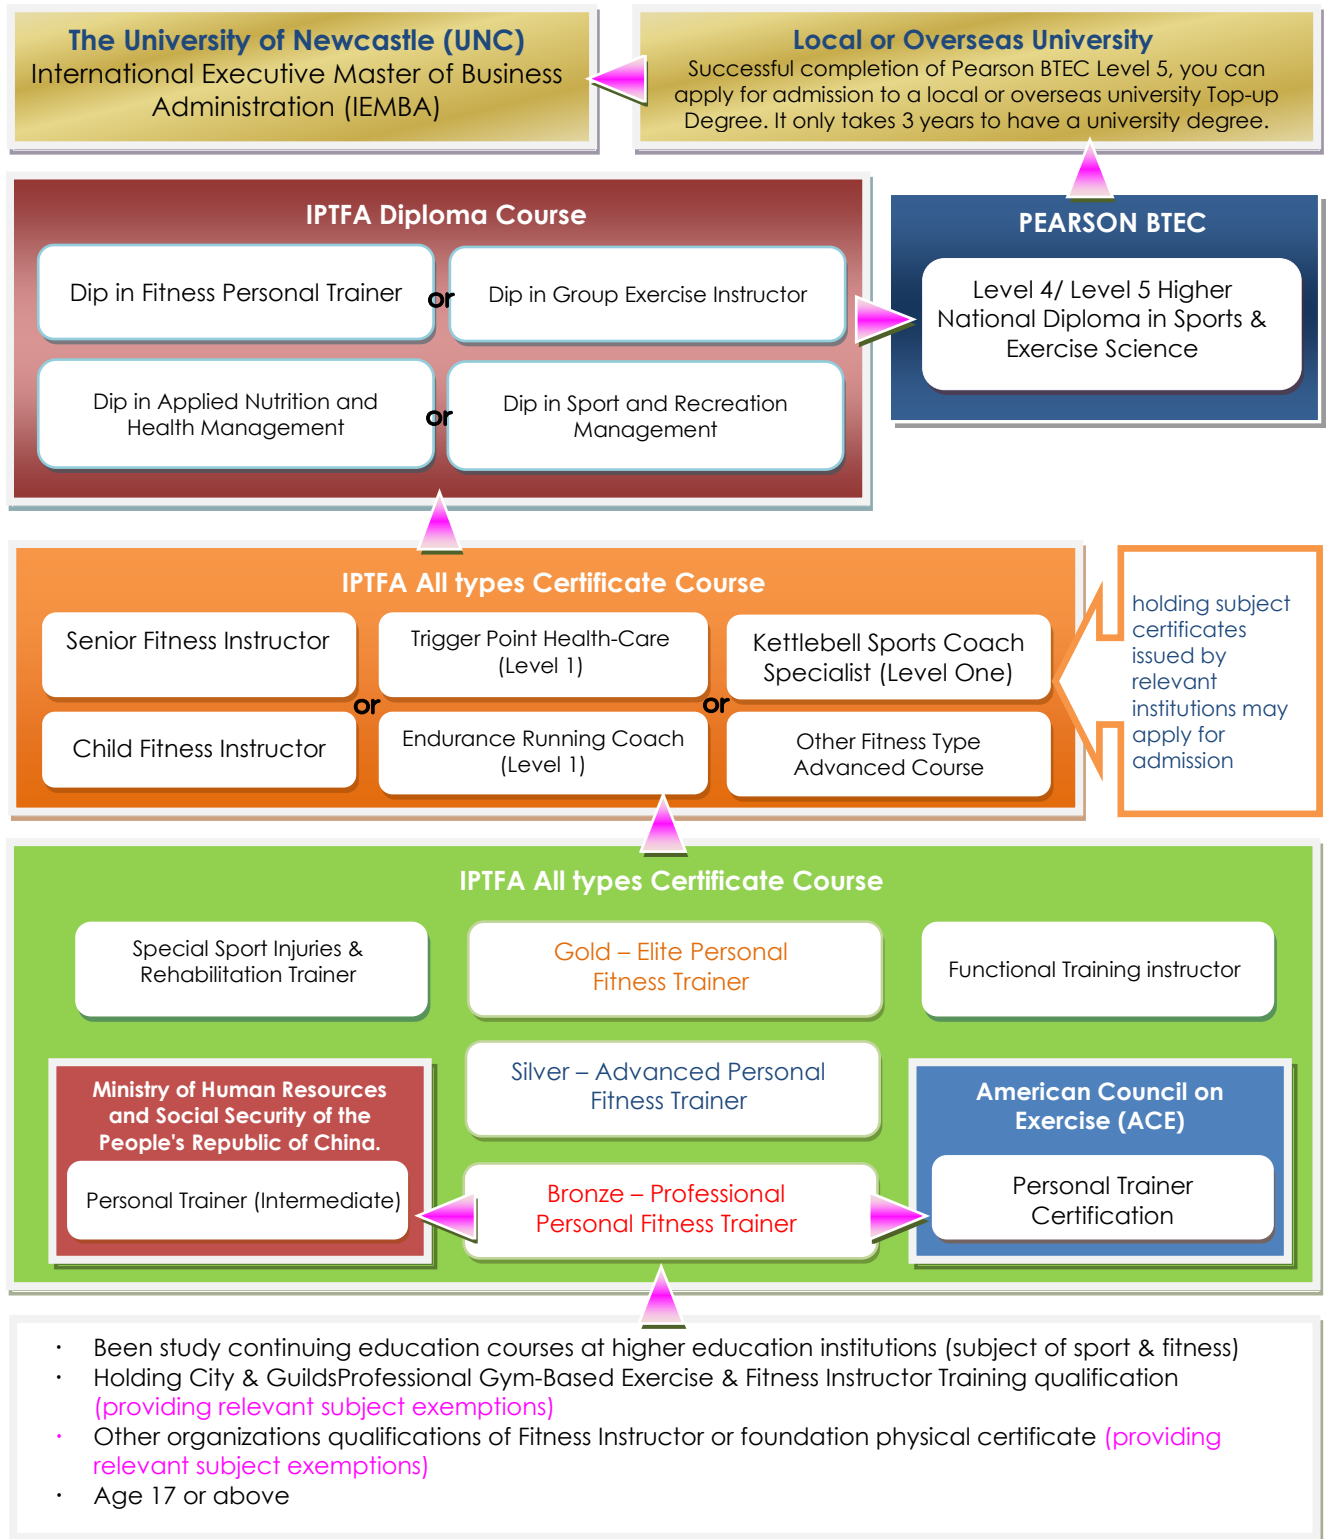 The University of Newcastle (UNC)
International Executive Master of Business
Administration (IEMBA)
Local or Overseas University
Successful completion of Pearson BTEC Level 5, you can
apply for admission to a local or overseas university Top-up
Degree. It only takes 3 years to have a university degree.
IPTFA Diploma Course
Dip in Fitness Personal Trainer
or
Dip in Group Exercise Instructor
Dip in Applied Nutrition and
Health Management
or
Dip in Sport and Recreation
Management
PEARSON BTEC
Level 4/ Level 5 Higher
National Diploma in Sports &
Exercise Science
IPTFA All types Certificate Course
Senior Fitness Instructor
Trigger Point Health-Care
(Level 1)
Kettlebell Sports Coach
Specialist (Level One)
or
or
Child Fitness Instructor
Endurance Running Coach
(Level 1)
Other Fitness Type
Advanced Course
holding subject
certificates
issued by
relevant
institutions may
apply for
admission
IPTFA All types Certificate Course
Special Sport Injuries &
Rehabilitation Trainer
Gold – Elite Personal
Fitness Trainer
Functional Training instructor
Silver – Advanced Personal
Fitness Trainer
Ministry of Human Resources
and Social Security of the
People's Republic of China.
Personal Trainer (Intermediate)
Bronze – Professional
Personal Fitness Trainer
American Council on
Exercise (ACE)
Personal Trainer
Certification
· Been study continuing education courses at higher education institutions (subject of sport & fitness)
· Holding City & GuildsProfessional Gym-Based Exercise & Fitness Instructor Training qualification
(providing relevant subject exemptions)
· Other organizations qualifications of Fitness Instructor or foundation physical certificate (providing
relevant subject exemptions)
· Age 17 or above